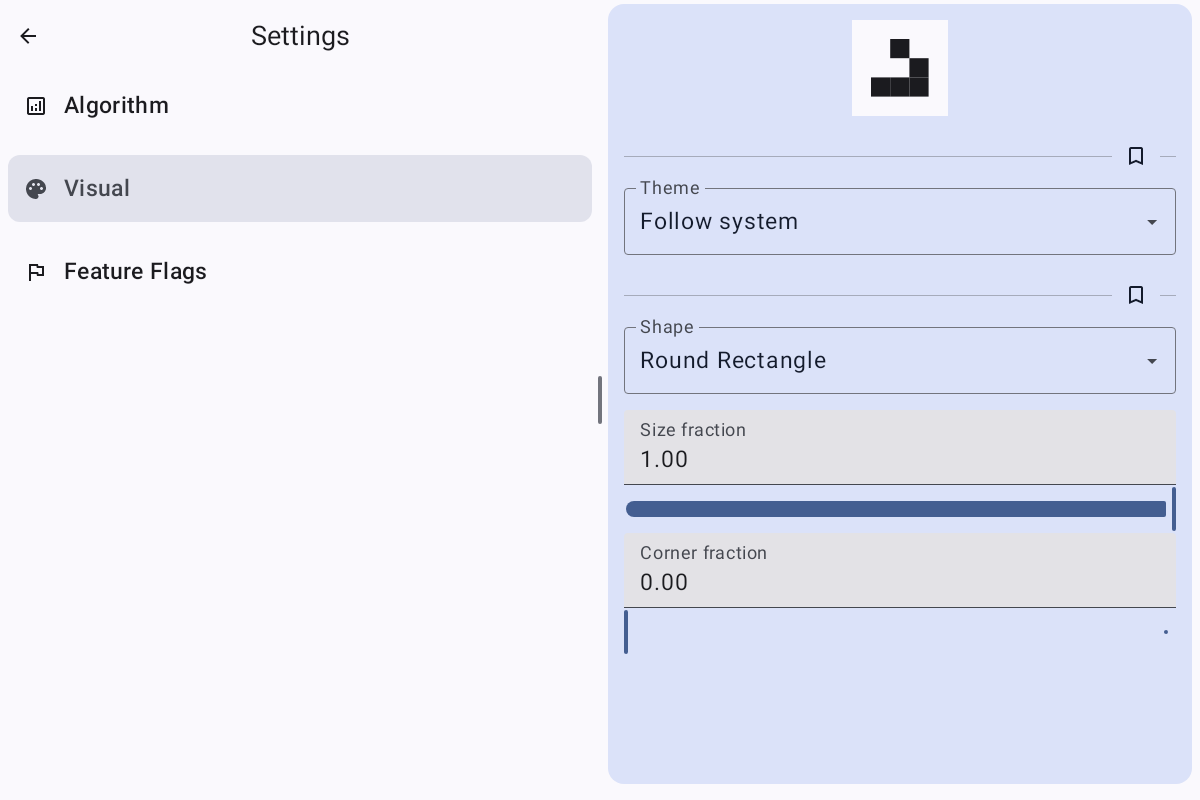 Settings
Algorithm
Visual
Feature Flags
Theme
Follow system
Shape
Round Rectangle
Size fraction
1.00
Corner fraction
0.00